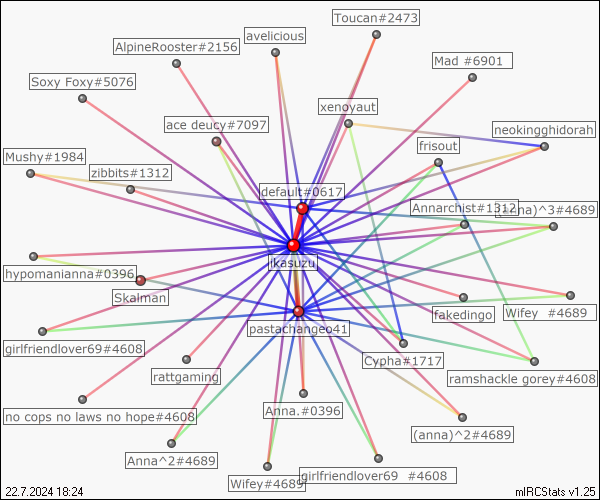 Toucan#2473
avelicious
AlpineRooster#2156
Mad #6901
Soxy Foxy#5076
xenoyaut
ace deucy#7097
neokingghidorah
frisout
Mushy#1984
zibbits#1312
default#0617
Annarchist#1312
(anna)^3#4689
ikasuzu
hypomanianna#0396
Skalman
Wifey #4689
fakedingo
pastachangeo41
girlfriendlover69#4608
Cypha#1717
rattgaming
ramshackle gorey#4608
Anna.#0396
no cops no laws no hope#4608
(anna)^2#4689
Anna^2#4689
girlfriendlover69 #4608
Wifey#4689
22.7.2024 18:24
mIRCStats v1.25